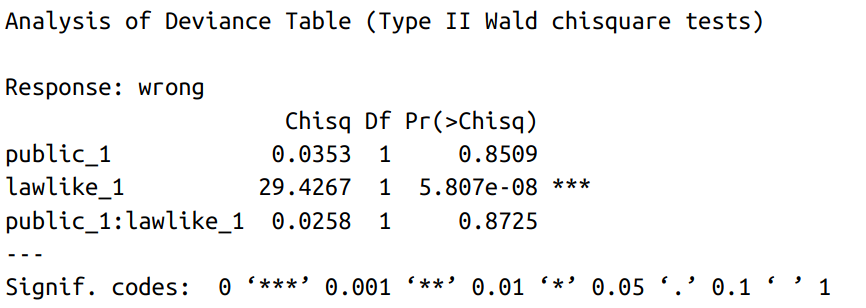 Analysis of Deviance Table (Type II Wald chisquare tests)

Response: wrong
                    Chisq Df Pr(>Chisq)
public_1           0.0353  1     0.8509
lawlike_1         29.4267  1  5.807e-08 ***
public_1:lawlike_1  0.0258  1     0.8725
---
Signif. codes:  0 ‘***’ 0.001 ‘**’ 0.01 ‘*’ 0.05 ‘.’ 0.1 ‘ ’ 1